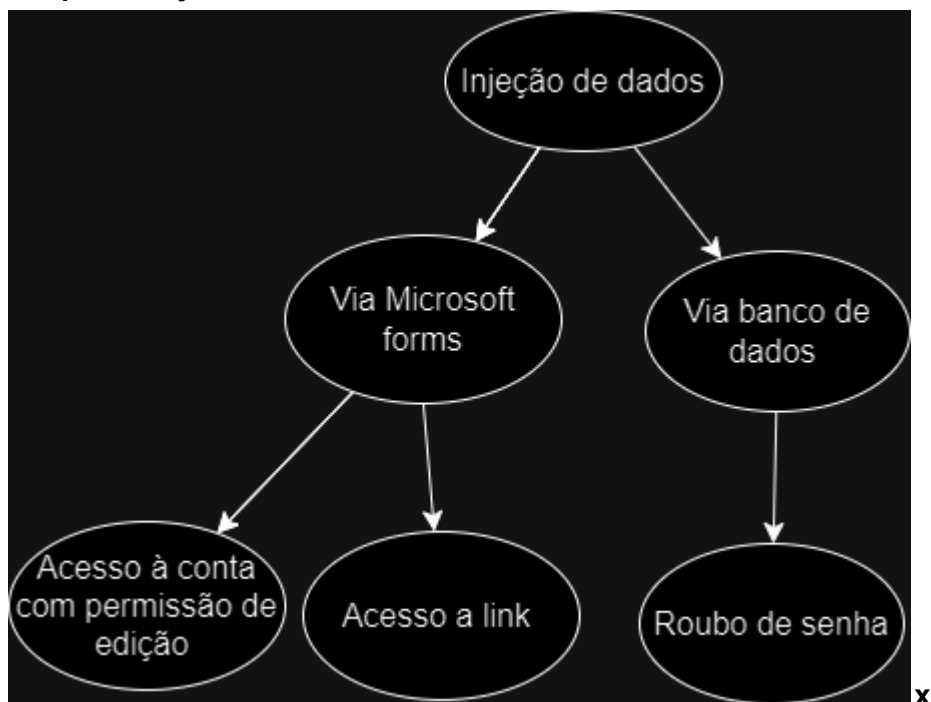 Injeção de dados
Via Microsoft
forms
Via banco de
dados
Acesso à conta
com permissão de
edição
Acesso a link
Roubo de senha
x